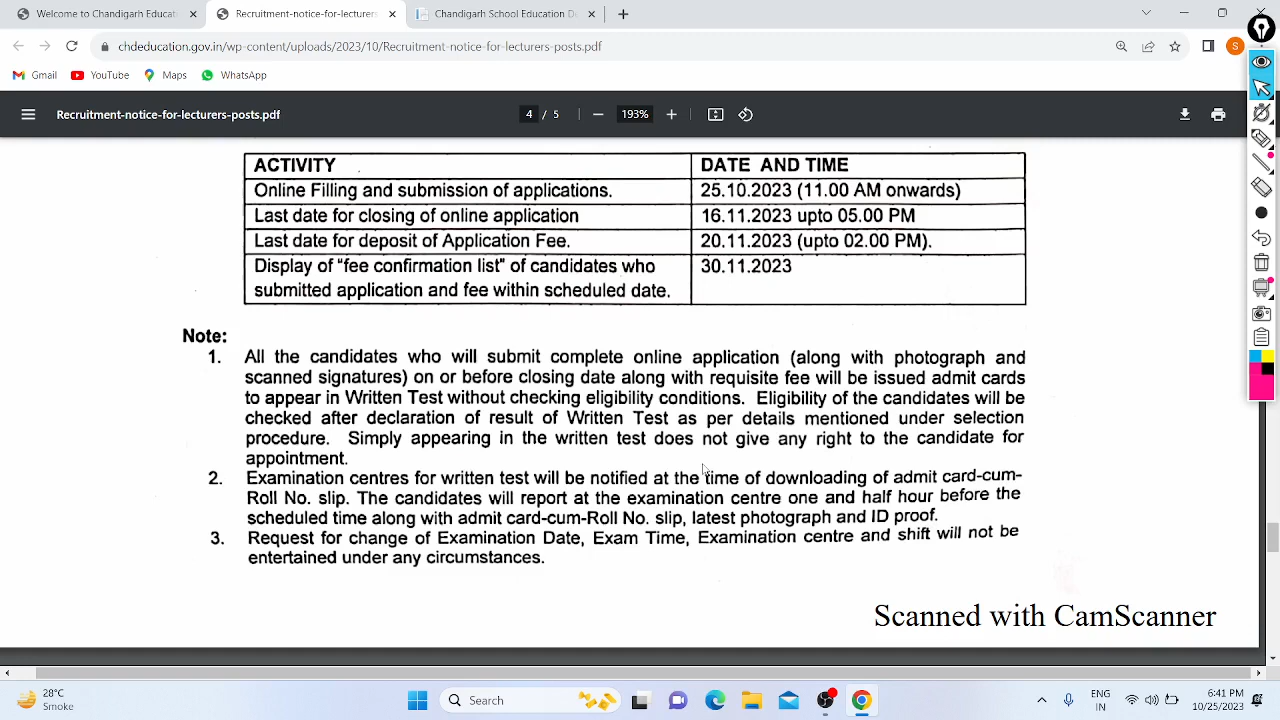 Welcome to Chandigarh Educati
Recruitment-notice-for-lecturers
Chandigarh School Education De
chdeducation.gov.in/wp-content/uploads/2023/10/Recruitment-notice-for-lecturers-posts.pdf
S
Gmail YouTube Maps WhatsApp
Recruitment-notice-for-lecturers-posts.pdf
4 / 5
193%
ACTIVITY DATE AND TIME
Online Filling and submission of applications. 25.10.2023 (11.00 AM onwards)
Last date for closing of online application 16.11.2023 upto 05.00 PM
Last date for deposit of Application Fee. 20.11.2023 (upto 02.00 PM).
Display of “fee confirmation list” of candidates who 30.11.2023
submitted application and fee within scheduled date.
Note:
1. All the candidates who will submit complete online application (along with photograph and
scanned signatures) on or before closing date along with requisite fee will be issued admit cards
to appear in Written Test without checking eligibility conditions. Eligibility of the candidates will be
checked after declaration of result of Written Test as per details mentioned under selection
procedure. Simply appearing in the written test does not give any right to the candidate for
appointment.
2. Examination centres for written test will be notified at the time of downloading of admit card-cum-
Roll No. slip. The candidates will report at the examination centre one and half hour before the
scheduled time along with admit card-cum-Roll No. slip, latest photograph and ID proof.
3. Request for change of Examination Date, Exam Time, Examination centre and shift will not be
entertained under any circumstances.
Scanned with CamScanner
28°C
Smoke
Search
ENG
IN
6:41 PM
10/25/2023